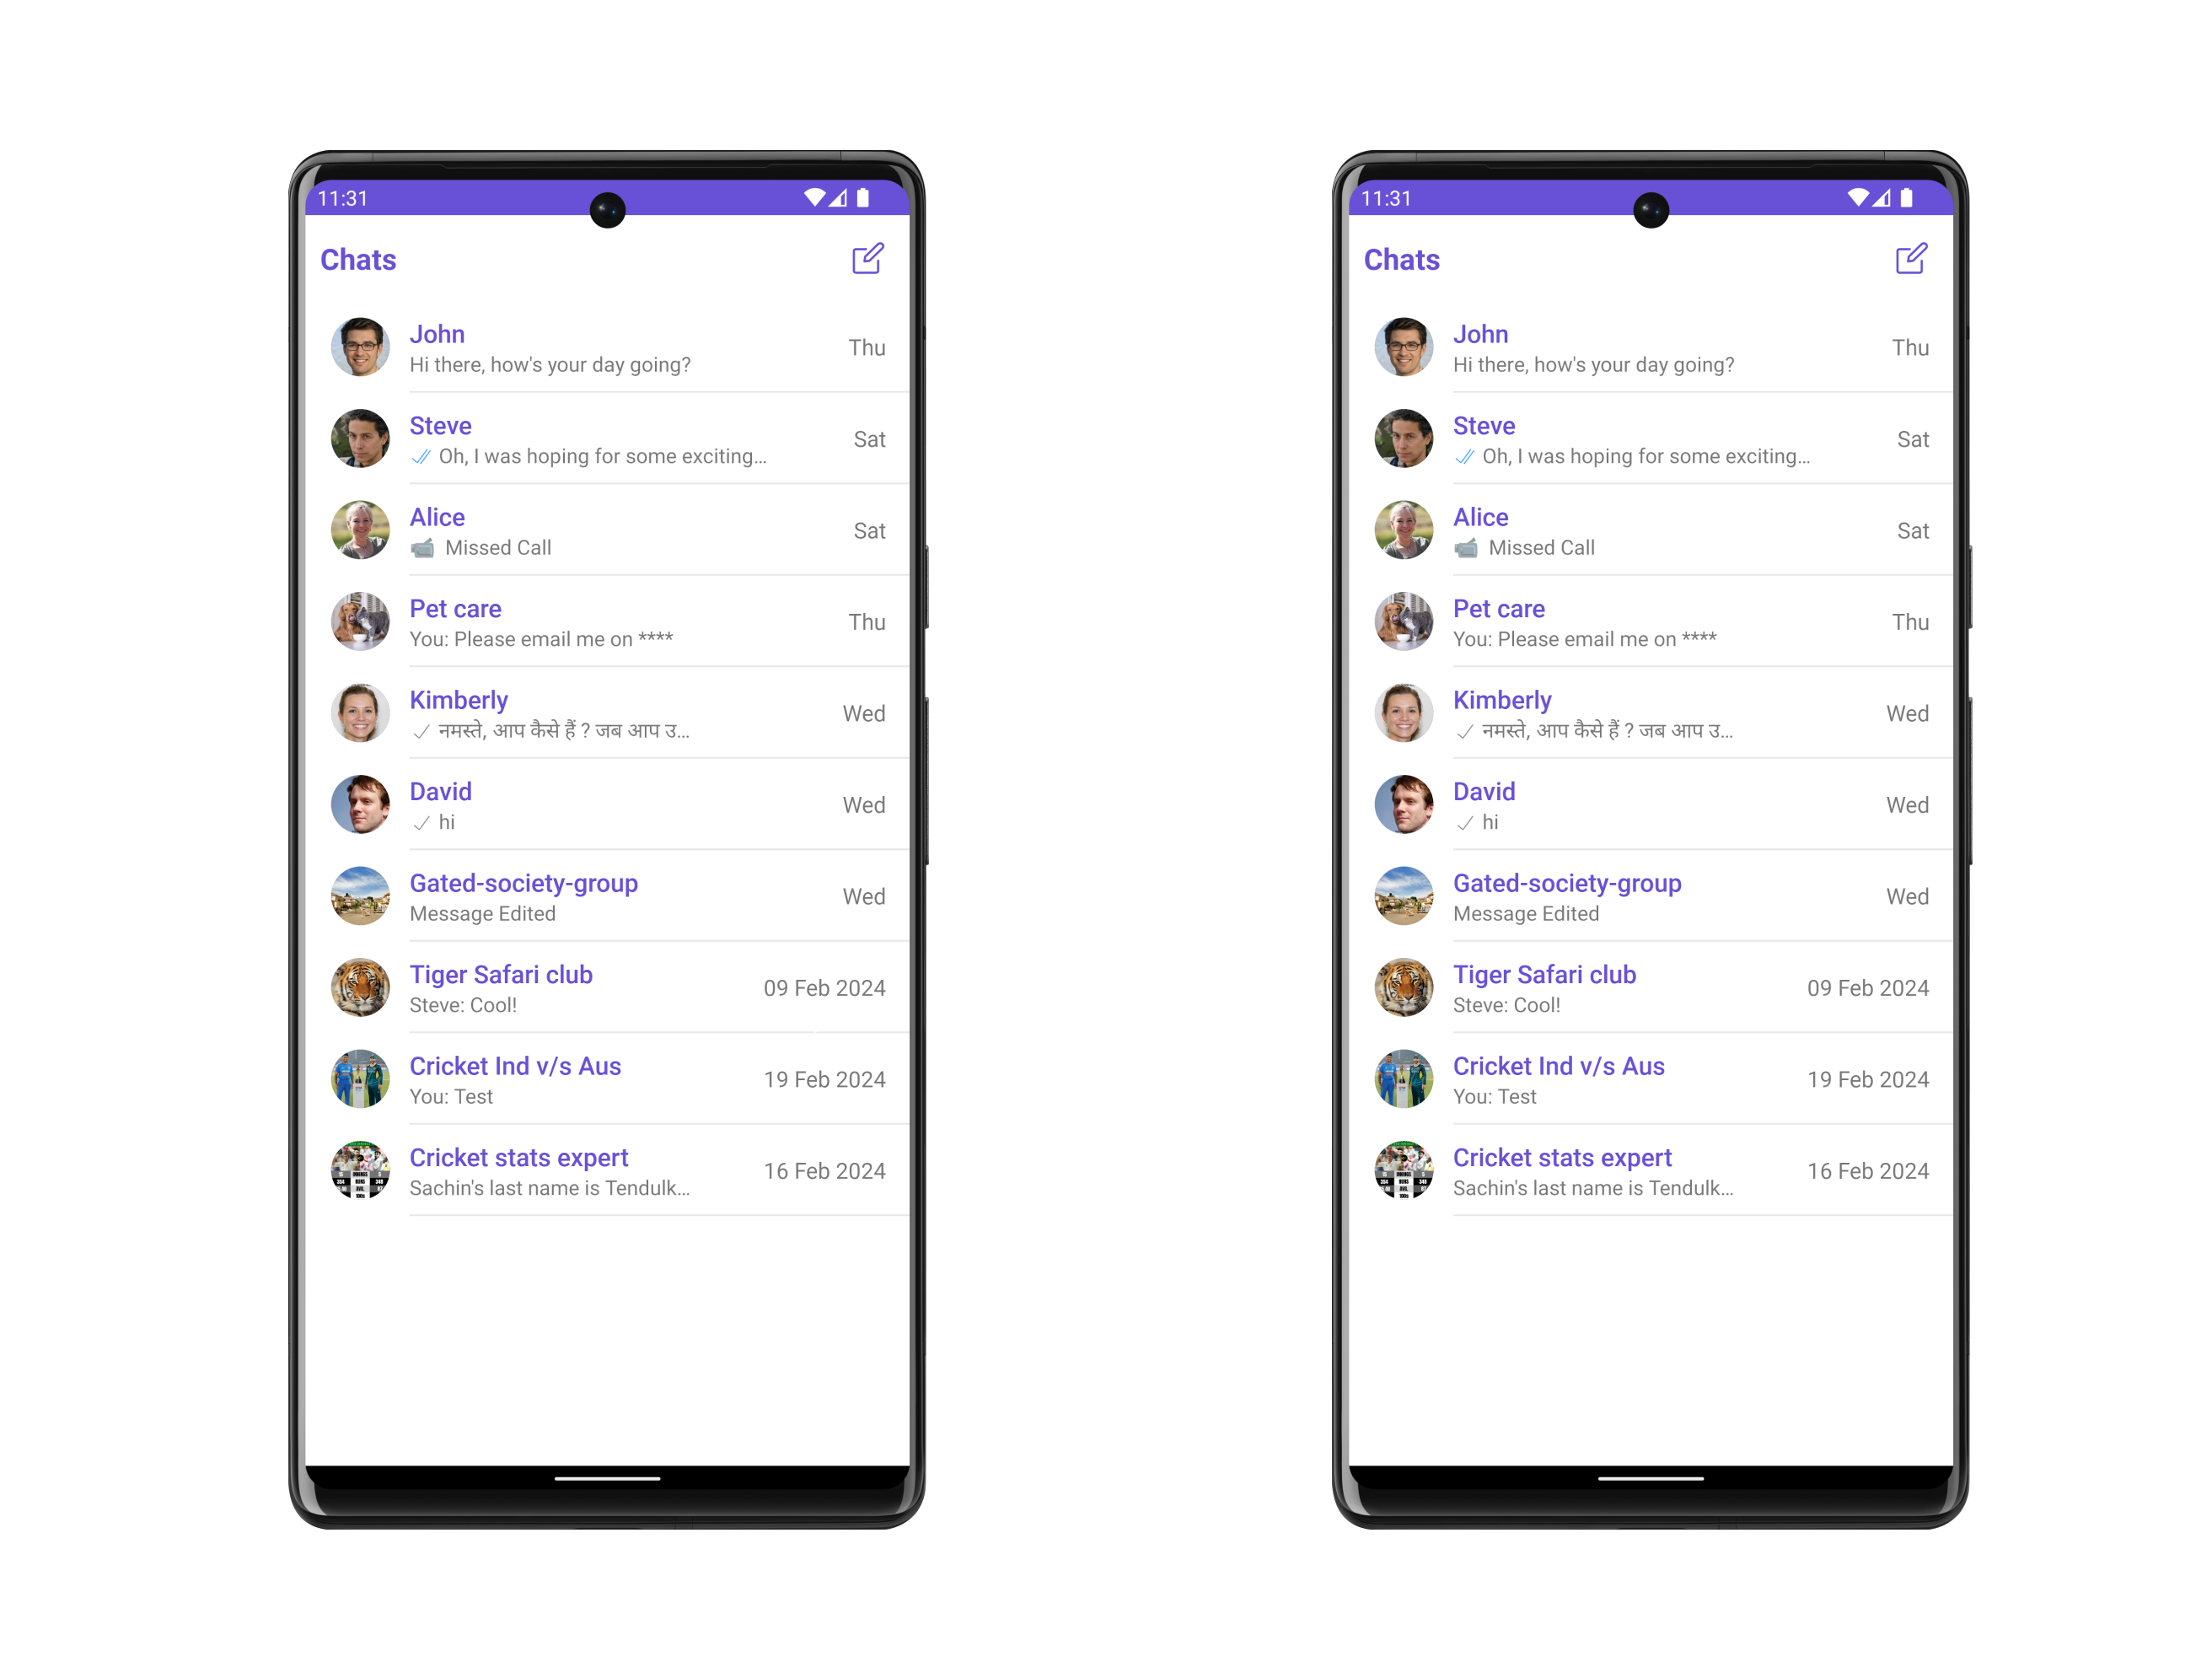 11:31
Chats
John
Thu
Hi there, how's your day going?
Steve
Sat
Oh, I was hoping for some exciting...
Alice
Sat
Missed Call
Pet care
Thu
You: Please email me on ****
Kimberly
Wed
नमस्ते, आप कैसे हैं ? जब आप उ...
David
Wed
hi
Gated-society-group
Wed
Message Edited
Tiger Safari club
09 Feb 2024
Steve: Cool!
Cricket Ind v/s Aus
19 Feb 2024
You: Test
Cricket stats expert
16 Feb 2024
Sachin's last name is Tendulk...
11:31
Chats
John
Thu
Hi there, how's your day going?
Steve
Sat
Oh, I was hoping for some exciting...
Alice
Sat
Missed Call
Pet care
Thu
You: Please email me on ****
Kimberly
Wed
नमस्ते, आप कैसे हैं ? जब आप उ...
David
Wed
hi
Gated-society-group
Wed
Message Edited
Tiger Safari club
09 Feb 2024
Steve: Cool!
Cricket Ind v/s Aus
19 Feb 2024
You: Test
Cricket stats expert
16 Feb 2024
Sachin's last name is Tendulk...